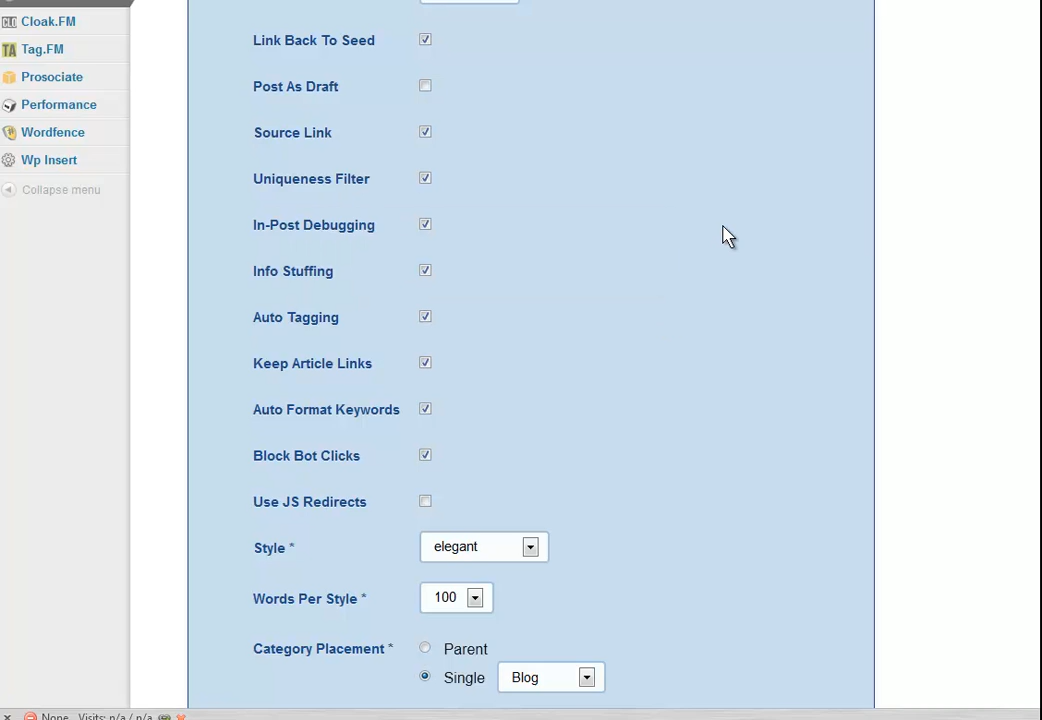 Cloak.FM
Tag.FM
Prosociate
Performance
Wordfence
Wp Insert
Collapse menu
Link Back To Seed
Post As Draft
Source Link
Uniqueness Filter
In-Post Debugging
Info Stuffing
Auto Tagging
Keep Article Links
Auto Format Keywords
Block Bot Clicks
Use JS Redirects
Style * elegant
Words Per Style * 100
Category Placement * Parent
Single Blog
None Visits: n/a / n/a